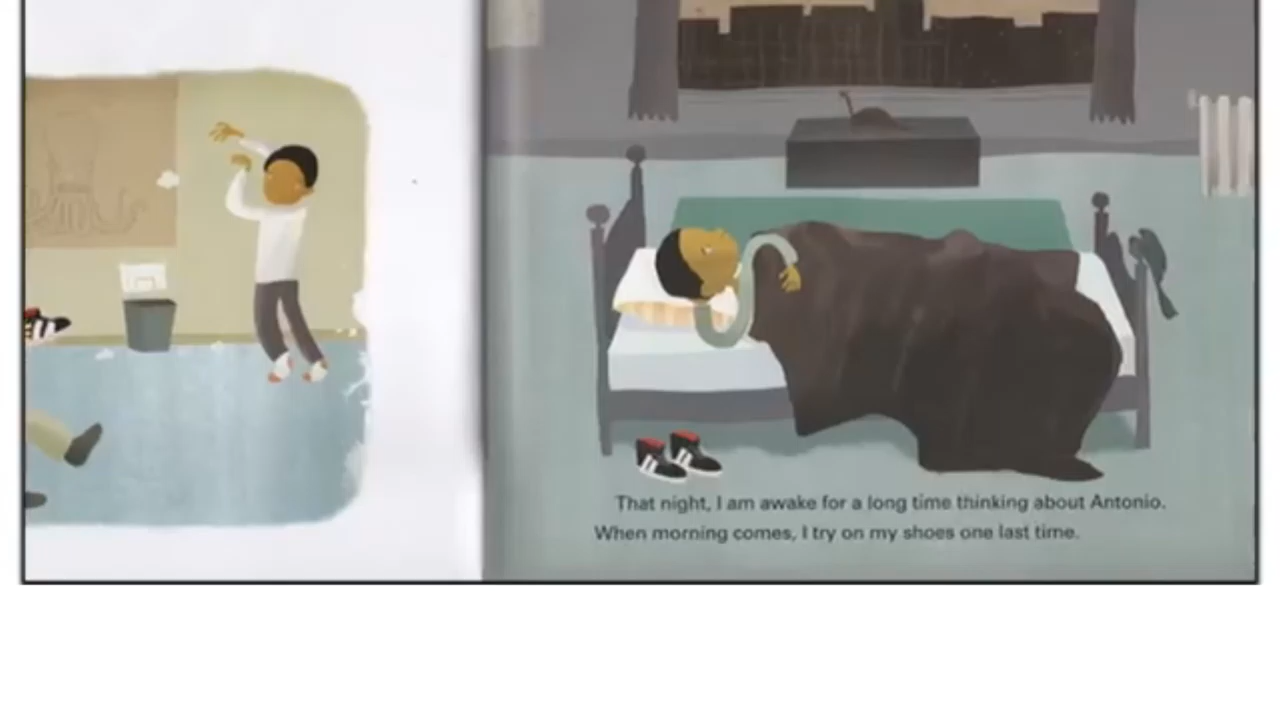 That night, I am awake for a long time thinking about Antonio.
When morning comes, I try on my shoes one last time.